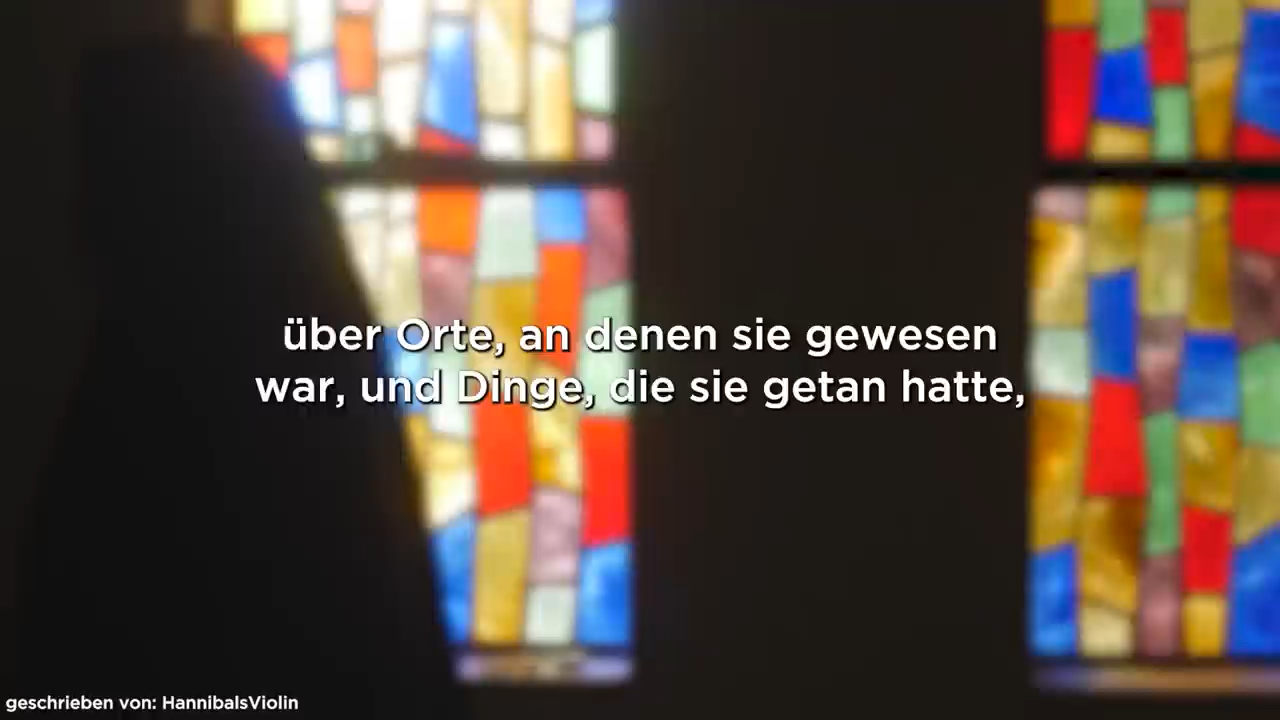 über Orte, an denen sie gewesen
war, und Dinge, die sie getan hatte,
geschrieben von: HannibalsViolin